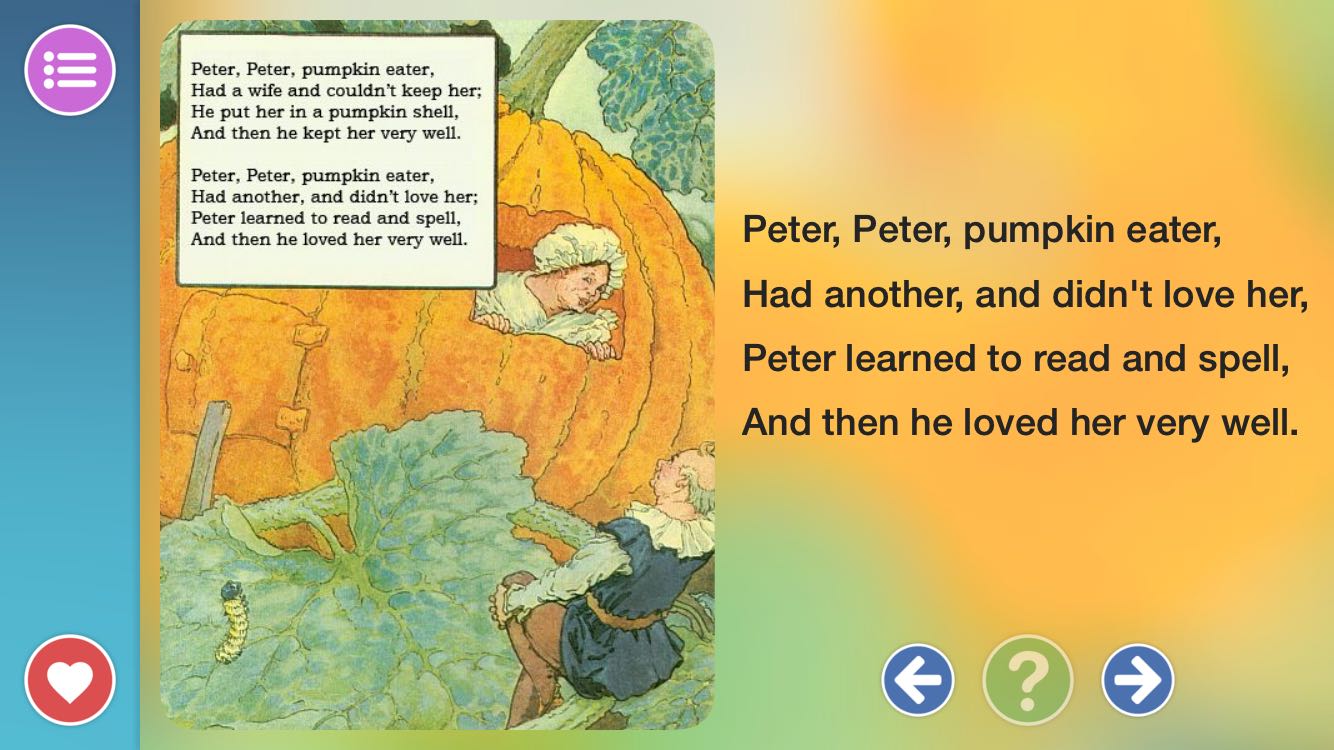 Peter, Peter, pumpkin eater,
Had a wife and couldn't keep her;
He put her in a pumpkin shell,
And then he kept her very well.
Peter, Peter, pumpkin eater,
Had another, and didn't love her;
Peter learned to read and spell,
And then he loved her very well.
Peter, Peter, pumpkin eater,
Had another, and didn't love her,
Peter learned to read and spell,
And then he loved her very well.
?